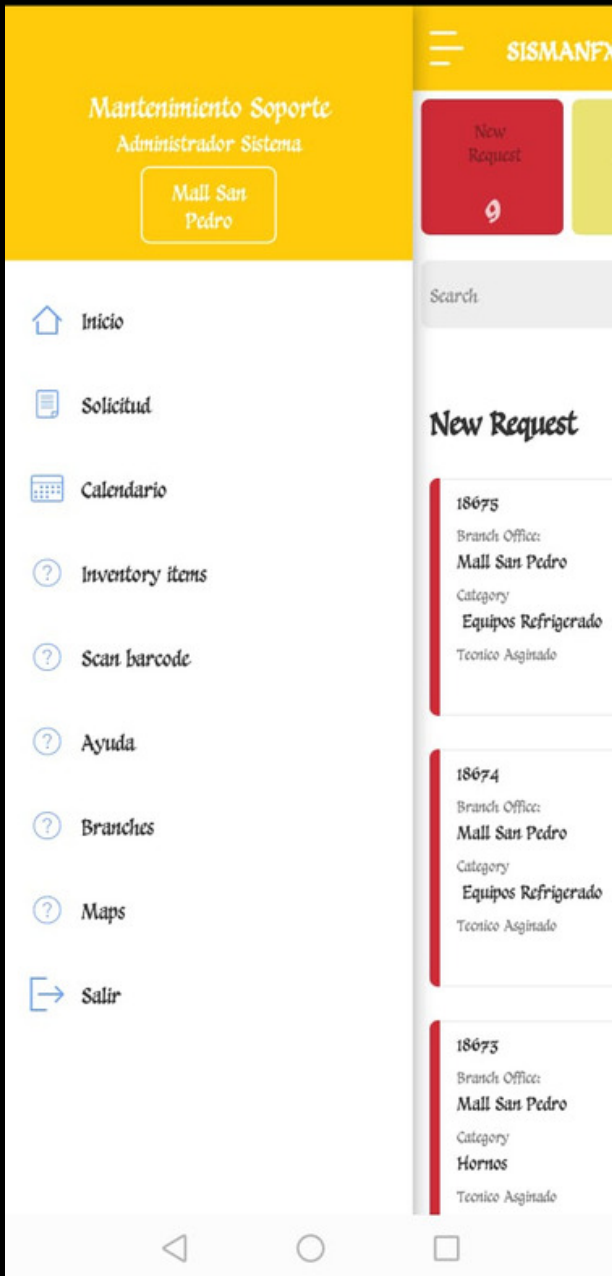 Mantenimiento Soporte
Administrador Sistema
Mall San
Pedro
Inicio
Solicitud
Calendario
Inventory items
Scan barcode
Ayuda
Branches
Maps
Salir
SISMANFX
New
Request
9
Search
New Request
18675
Branch Office:
Mall San Pedro
Category
Equipos Refrigerado
Tecnico Asginado
18674
Branch Office:
Mall San Pedro
Category
Equipos Refrigerado
Tecnico Asginado
18673
Branch Office:
Mall San Pedro
Category
Hornos
Tecnico Asginado